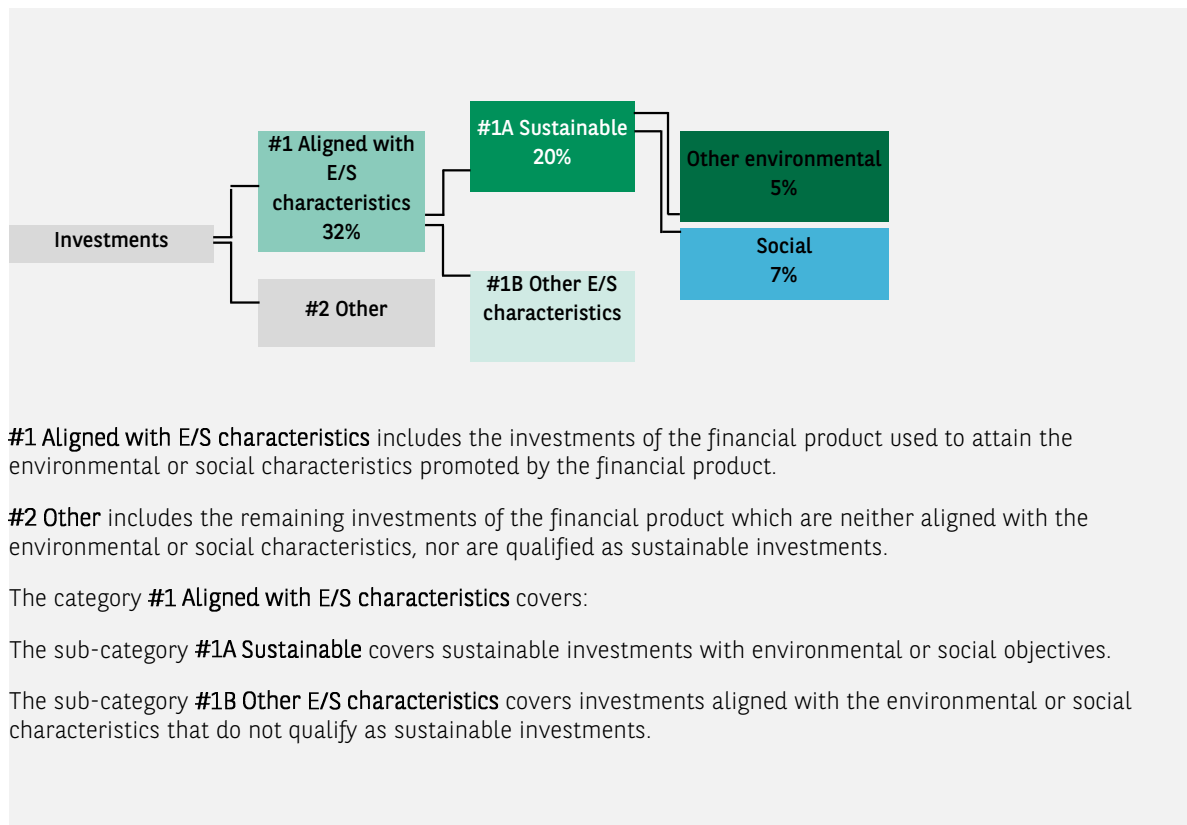 #1A Sustainable
20%
#1 Aligned with
E/S
characteristics
32%
Other environmental
5%
Investments
Social
7%
#1B Other E/S
characteristics
#2 Other
#1 Aligned with E/S characteristics includes the investments of the financial product used to attain the
environmental or social characteristics promoted by the financial product.
#2 Other includes the remaining investments of the financial product which are neither aligned with the
environmental or social characteristics, nor are qualified as sustainable investments.
The category #1 Aligned with E/S characteristics covers:
The sub-category #1A Sustainable covers sustainable investments with environmental or social objectives.
The sub-category #1B Other E/S characteristics covers investments aligned with the environmental or social
characteristics that do not qualify as sustainable investments.